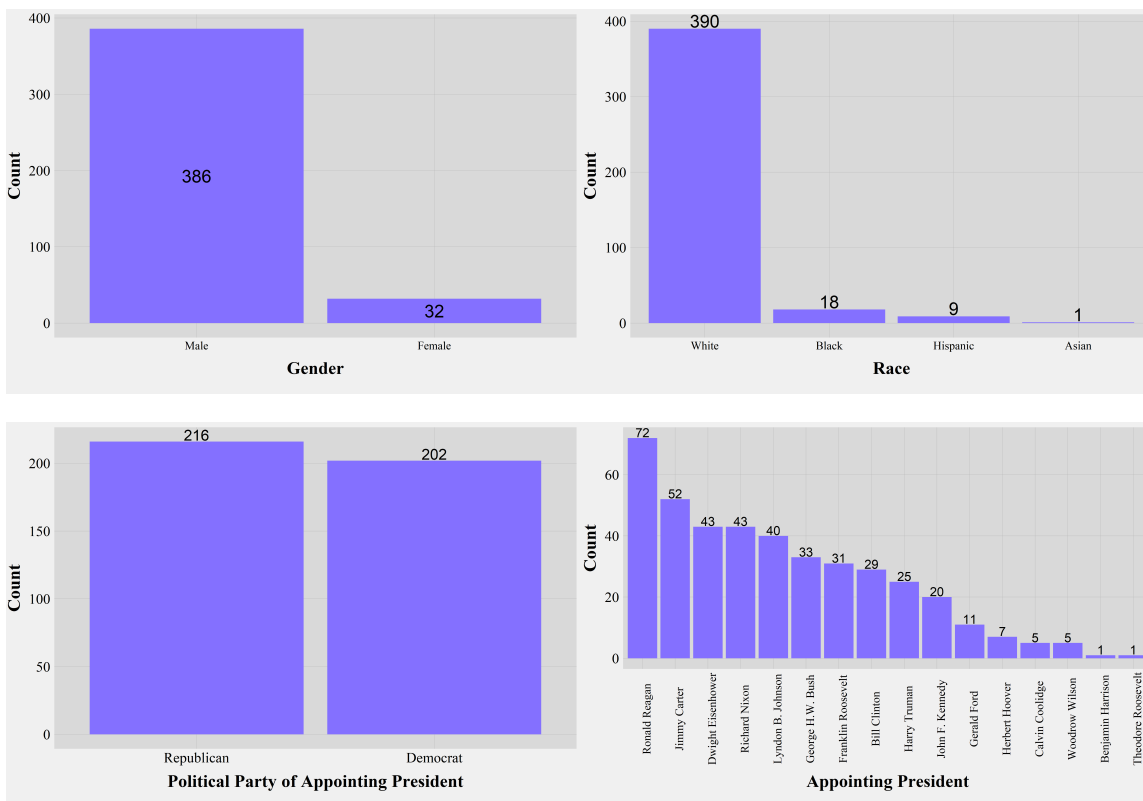 400
300
200
100
0
Count
386
32
Male
Female
Gender
400
300
200
100
0
Count
390
18
9
1
White
Black
Hispanic
Asian
Race
200
150
100
50
0
Count
216
202
Republican
Democrat
Political Party of Appointing President
60
40
20
0
Count
72
52
43
43
40
33
31
29
25
20
11
7
5
5
1
1
Ronald Reagan
Jimmy Carter
Dwight Eisenhower
Richard Nixon
Lyndon B. Johnson
George H.W. Bush
Franklin Roosevelt
Bill Clinton
Harry Truman
John F. Kennedy
Gerald Ford
Herbert Hoover
Calvin Coolidge
Woodrow Wilson
Benjamin Harrison
Theodore Roosevelt
Appointing President